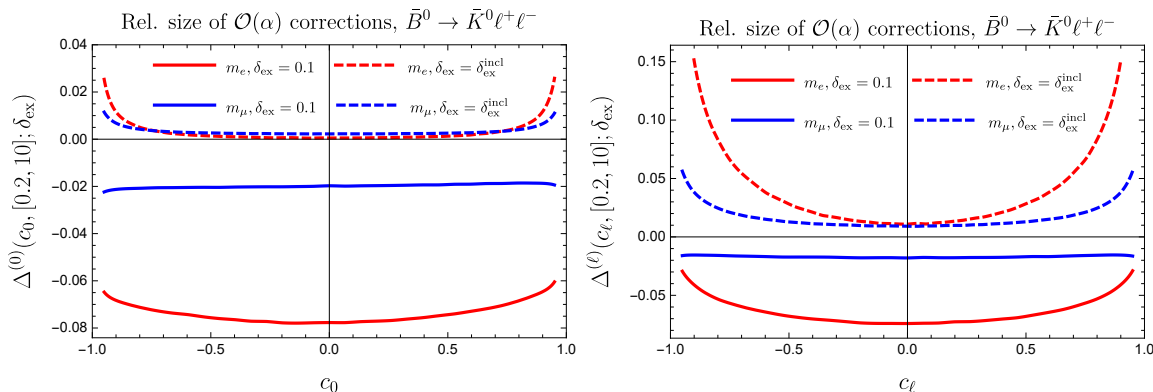 Rel. size of 𝒪(α) corrections, B̄⁰ → K̄⁰ℓ⁺ℓ⁻
Δ⁽⁰⁾(c₀, [0.2, 10]; δ_ex)
0.04
0.02
0.00
−0.02
−0.04
−0.06
−0.08
m_e, δ_ex = 0.1
m_e, δ_ex = δ_ex^incl
m_μ, δ_ex = 0.1
m_μ, δ_ex = δ_ex^incl
−1.0 −0.5 0.0 0.5 1.0
c₀
Rel. size of 𝒪(α) corrections, B̄⁰ → K̄⁰ℓ⁺ℓ⁻
Δ⁽ℓ⁾(c_ℓ, [0.2, 10]; δ_ex)
0.15
0.10
0.05
0.00
−0.05
m_e, δ_ex = 0.1
m_e, δ_ex = δ_ex^incl
m_μ, δ_ex = 0.1
m_μ, δ_ex = δ_ex^incl
−1.0 −0.5 0.0 0.5 1.0
c_ℓ